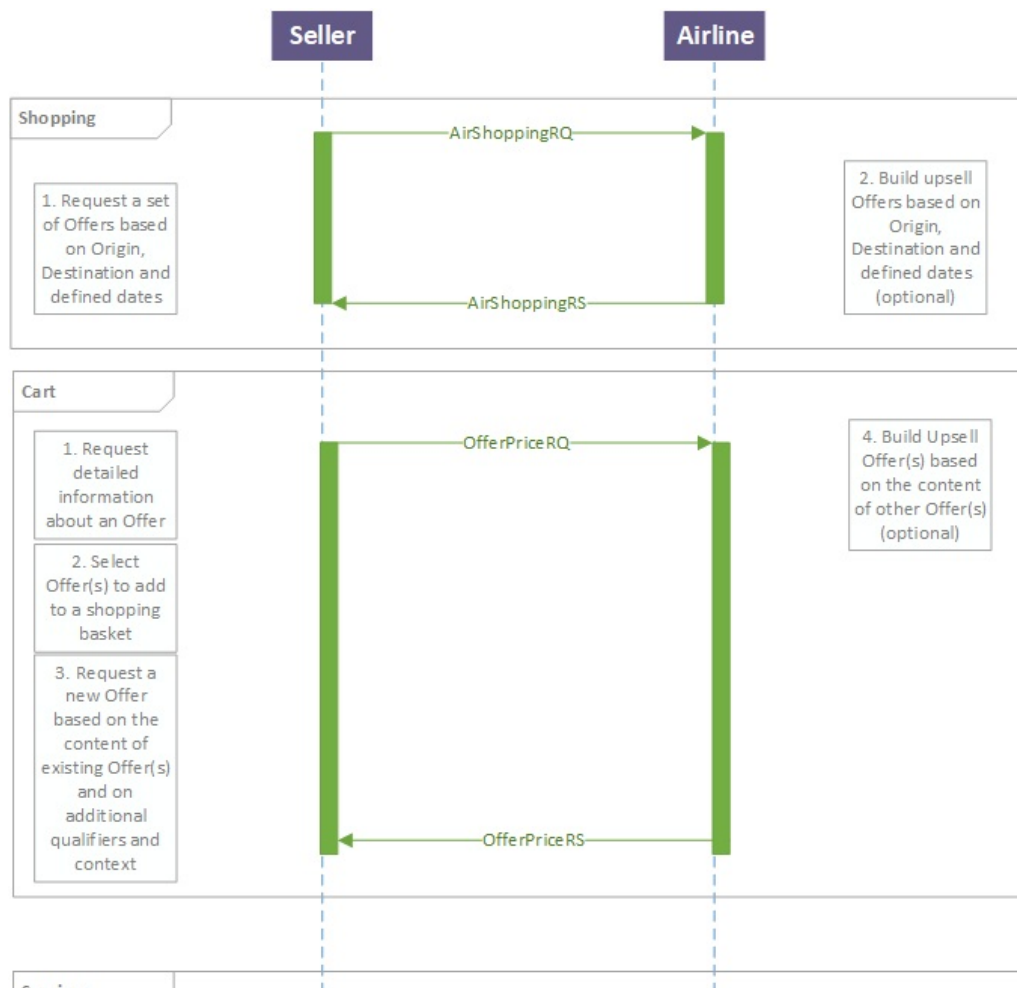 Seller
Airline
Shopping
AirShoppingRQ
1. Request a set
of Offers based
on Origin,
Destination and
defined dates
2. Build upsell
Offers based on
Origin,
Destination and
defined dates
(optional)
AirShoppingRS
Cart
OfferPriceRQ
1. Request
detailed
information
about an Offer
2. Select
Offer(s) to add
to a shopping
basket
3. Request a
new Offer
based on the
content of
existing Offer(s)
and on
additional
qualifiers and
context
4. Build Upsell
Offer(s) based
on the content
of other Offer(s)
(optional)
OfferPriceRS